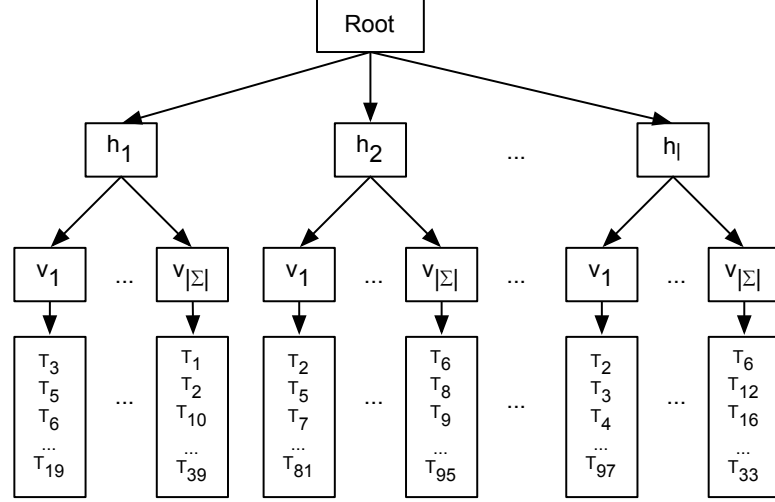 Root
h1 h2 ... hl
v1 ... v|Σ| v1 ... v|Σ| ... v1 ... v|Σ|
T3 T1 T2 T6 T2 T6
T5 T2 T5 T8 T3 T12
T6 ... T10 T7 ... T9 ... T4 ... T16
... ... ... ... ... ...
T19 T39 T81 T95 T97 T33